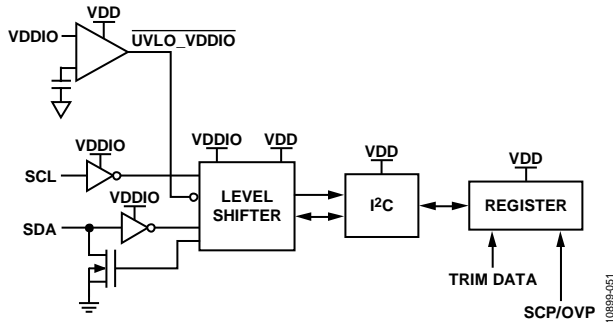 VDD
VDDIO
UVLO_VDDIO
VDDIO
VDDIO
VDD
VDD
VDD
SCL
VDDIO
LEVEL
SHIFTER
I²C
REGISTER
SDA
TRIM DATA
SCP/OVP
10899-051